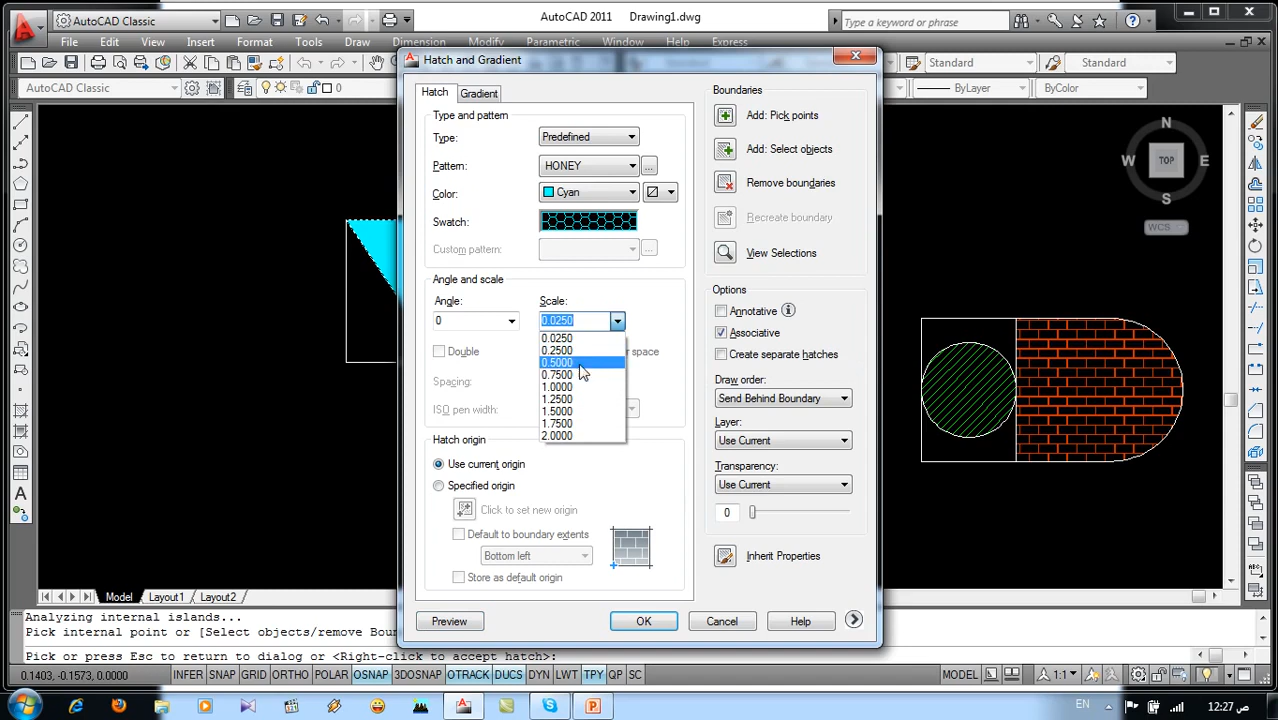 AutoCAD Classic
AutoCAD 2011 Drawing1.dwg
Type a keyword or phrase
File Edit View Insert Format Tools Draw Dimension Modify Parametric Window Help Express
Standard Standard
AutoCAD Classic
0
ByLayer ByColor
Hatch and Gradient
Hatch Gradient
Type and pattern
Type: Predefined
Pattern: HONEY ...
Color: Cyan
Swatch:
Custom pattern: ...
Angle and scale
Angle: Scale:
0 0.0250
0.0250
0.2500
0.5000
0.7500
1.0000
1.2500
1.5000
1.7500
2.0000
Double r space
Spacing:
ISO pen width:
Hatch origin
Use current origin
Specified origin
Click to set new origin
Default to boundary extents
Bottom left
Store as default origin
Boundaries
Add: Pick points
Add: Select objects
Remove boundaries
Recreate boundary
View Selections
Options
Annotative
Associative
Create separate hatches
Draw order:
Send Behind Boundary
Layer:
Use Current
Transparency:
Use Current
0
Inherit Properties
Preview OK Cancel Help
N
W TOP E
S
WCS
Model Layout1 Layout2
Analyzing internal islands...
Pick internal point or [Select objects/remove Bou
Pick or press Esc to return to dialog or <Right-click to accept hatch>:
0.1403, -0.1573, 0.0000 INFER SNAP GRID ORTHO POLAR OSNAP 3DOSNAP OTRACK DUCS DYN LWT TPY QP SC MODEL 1:1
EN 12:27 ص